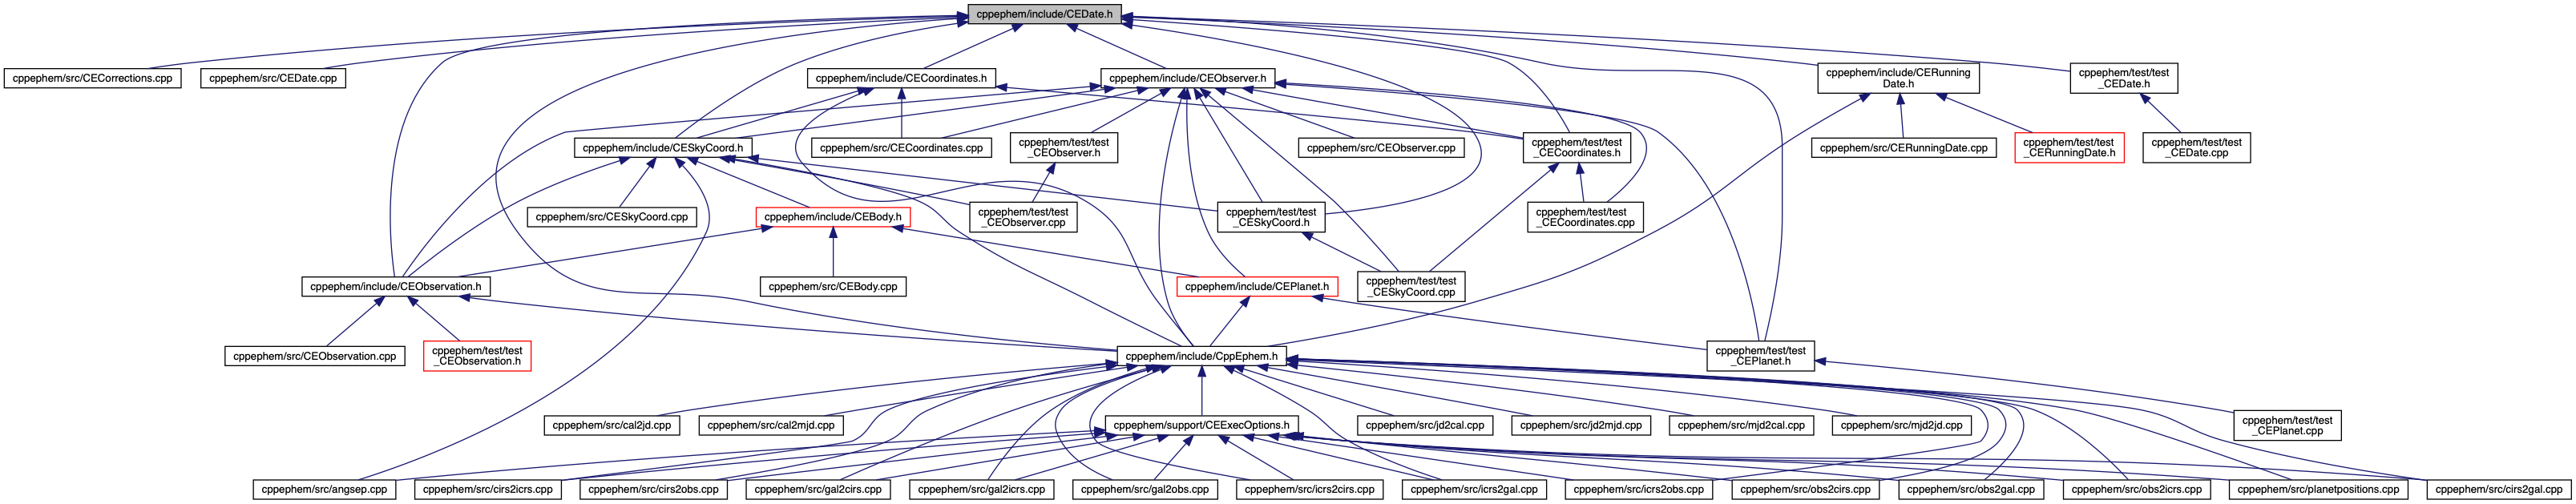 cppephem/include/CEDate.h
cppephem/src/CECorrections.cpp
cppephem/src/CEDate.cpp
cppephem/include/CECoordinates.h
cppephem/include/CEObserver.h
cppephem/include/CERunning
Date.h
cppephem/test/test
_CEDate.h
cppephem/include/CESkyCoord.h
cppephem/src/CECoordinates.cpp
cppephem/test/test
_CEObserver.h
cppephem/src/CEObserver.cpp
cppephem/test/test
_CECoordinates.h
cppephem/src/CERunningDate.cpp
cppephem/test/test
_CERunningDate.h
cppephem/test/test
_CEDate.cpp
cppephem/src/CESkyCoord.cpp
cppephem/include/CEBody.h
cppephem/test/test
_CEObserver.cpp
cppephem/test/test
_CESkyCoord.h
cppephem/test/test
_CECoordinates.cpp
cppephem/include/CEObservation.h
cppephem/src/CEBody.cpp
cppephem/include/CEPlanet.h
cppephem/test/test
_CESkyCoord.cpp
cppephem/src/CEObservation.cpp
cppephem/test/test
_CEObservation.h
cppephem/include/CppEphem.h
cppephem/test/test
_CEPlanet.h
cppephem/src/cal2jd.cpp
cppephem/src/cal2mjd.cpp
cppephem/support/CEExecOptions.h
cppephem/src/jd2cal.cpp
cppephem/src/jd2mjd.cpp
cppephem/src/mjd2cal.cpp
cppephem/src/mjd2jd.cpp
cppephem/test/test
_CEPlanet.cpp
cppephem/src/angsep.cpp
cppephem/src/cirs2icrs.cpp
cppephem/src/cirs2obs.cpp
cppephem/src/gal2cirs.cpp
cppephem/src/gal2icrs.cpp
cppephem/src/gal2obs.cpp
cppephem/src/icrs2cirs.cpp
cppephem/src/icrs2gal.cpp
cppephem/src/icrs2obs.cpp
cppephem/src/obs2cirs.cpp
cppephem/src/obs2gal.cpp
cppephem/src/obs2icrs.cpp
cppephem/src/planetpositions.cpp
cppephem/src/cirs2gal.cpp